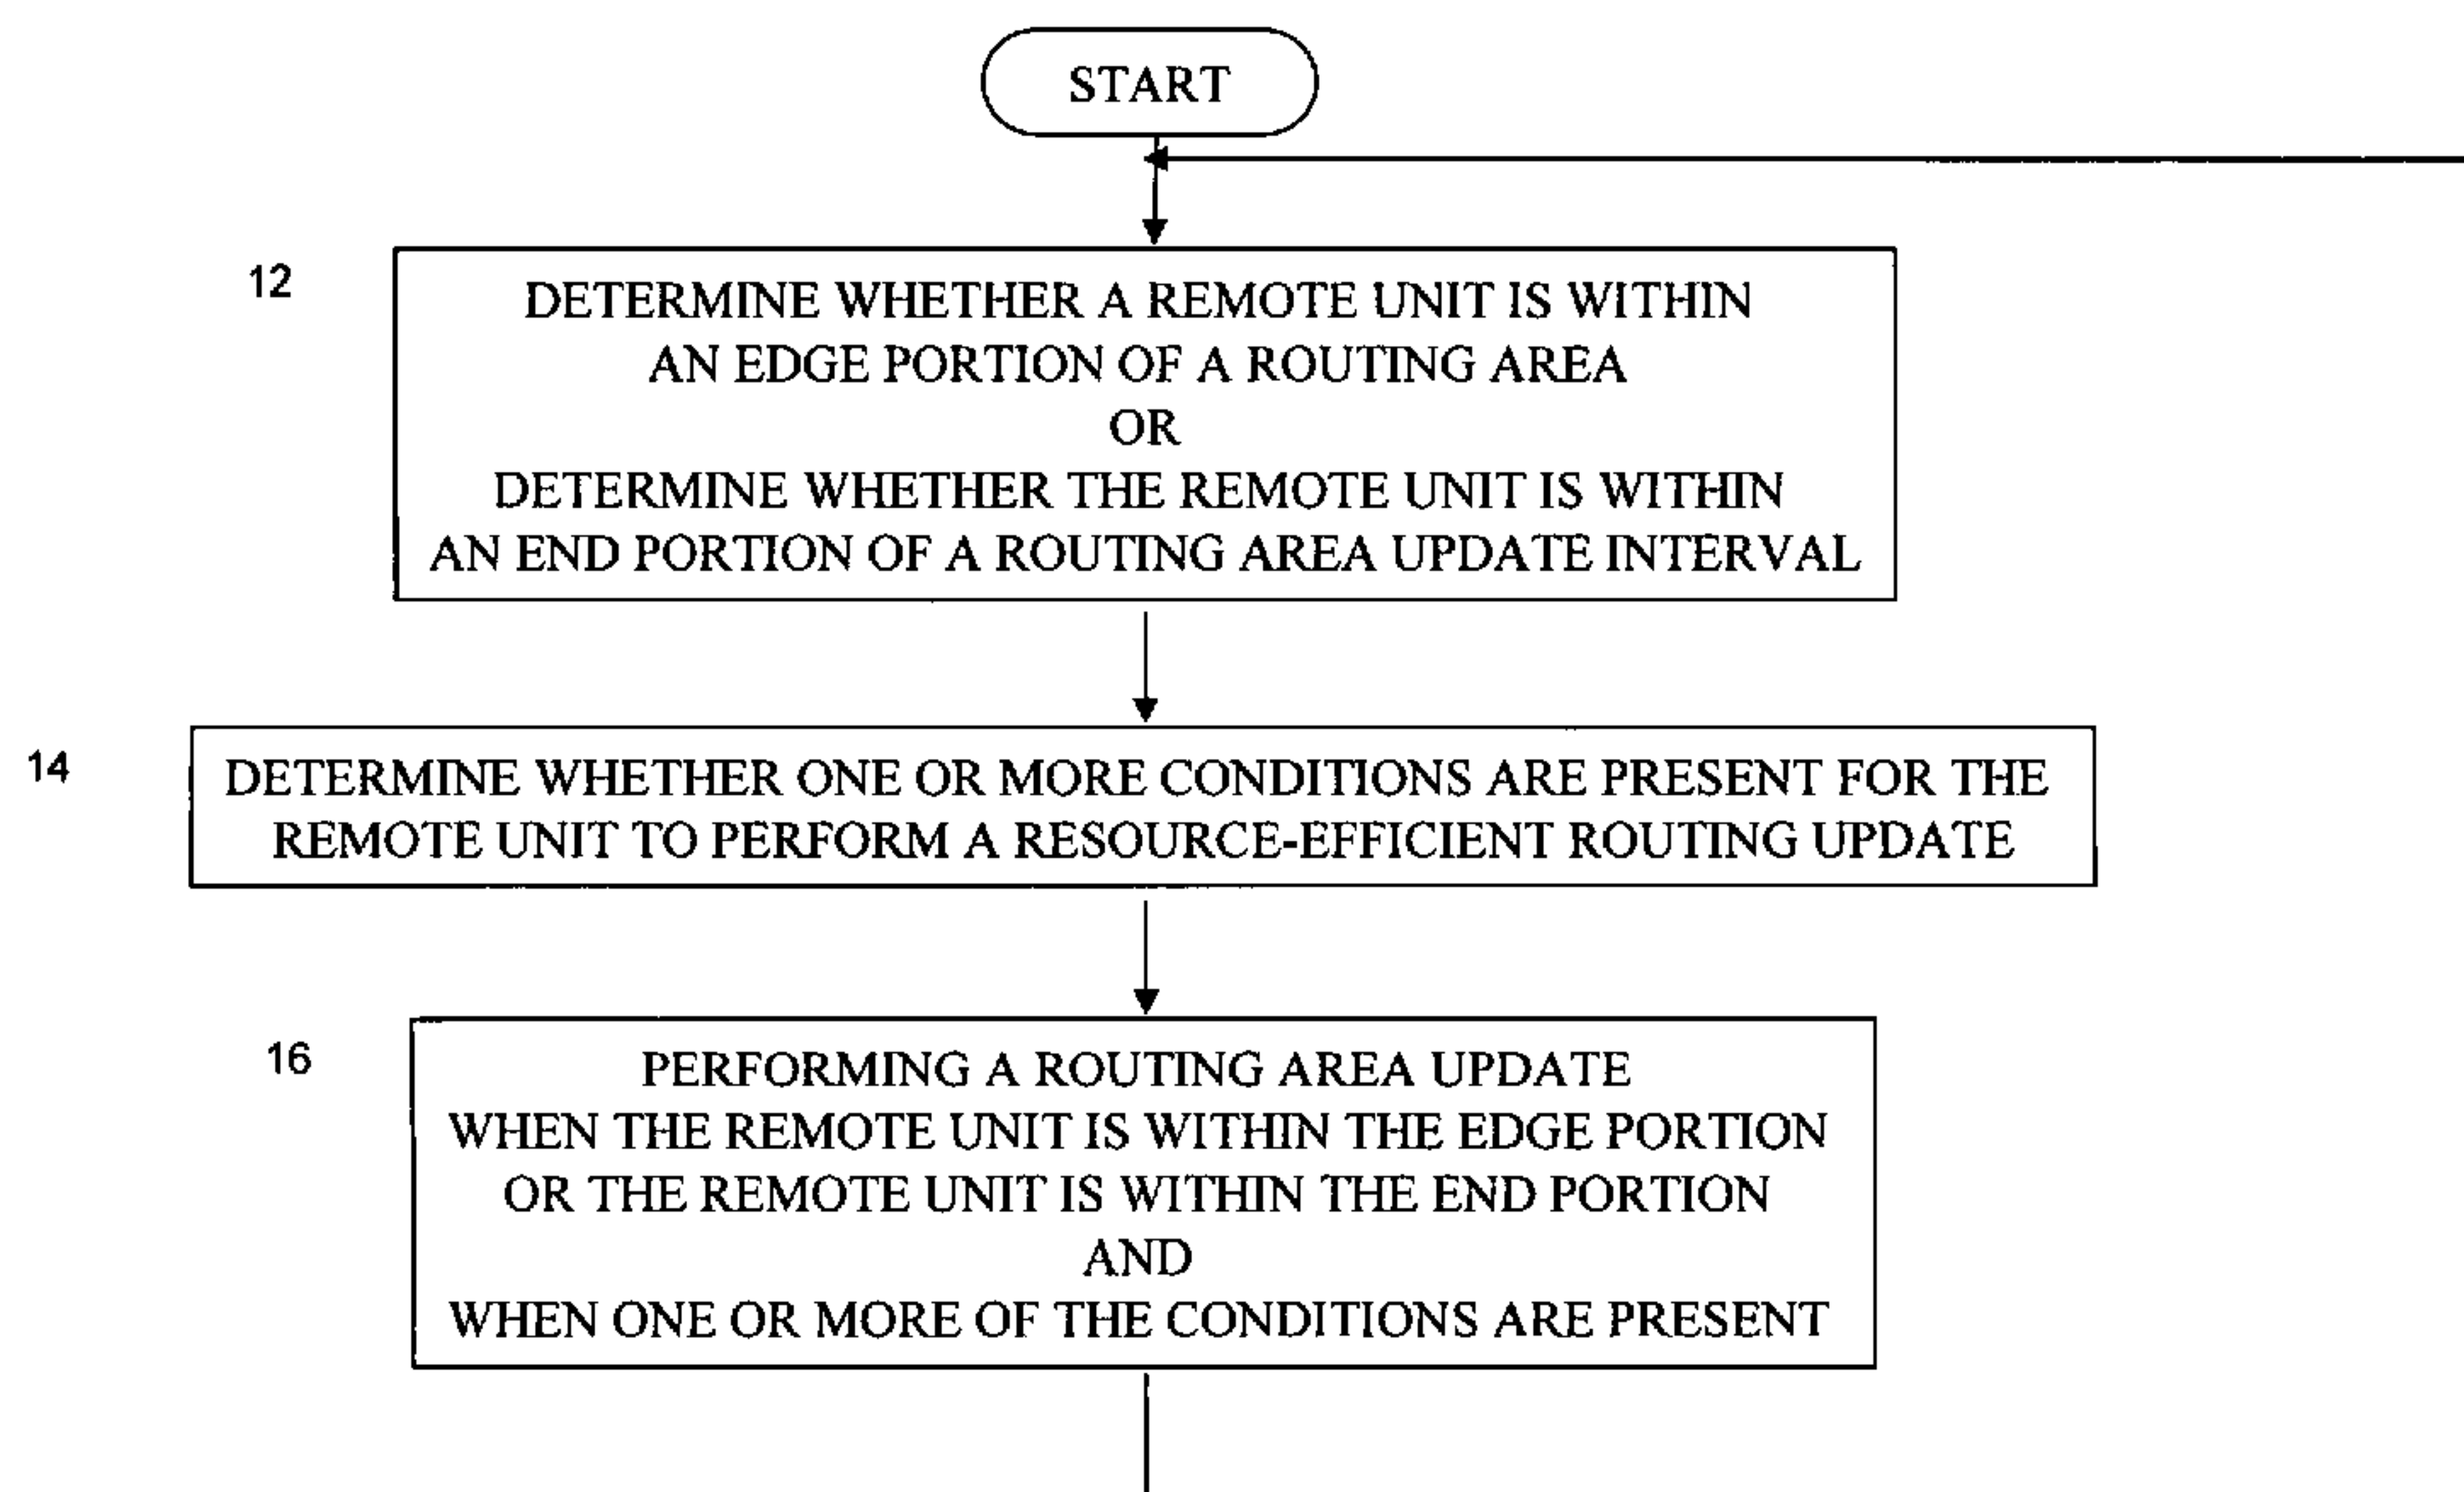 START
12
DETERMINE WHETHER A REMOTE UNIT IS WITHIN
AN EDGE PORTION OF A ROUTING AREA
OR
DETERMINE WHETHER THE REMOTE UNIT IS WITHIN
AN END PORTION OF A ROUTING AREA UPDATE INTERVAL
14
DETERMINE WHETHER ONE OR MORE CONDITIONS ARE PRESENT FOR THE
REMOTE UNIT TO PERFORM A RESOURCE-EFFICIENT ROUTING UPDATE
16
PERFORMING A ROUTING AREA UPDATE
WHEN THE REMOTE UNIT IS WITHIN THE EDGE PORTION
OR THE REMOTE UNIT IS WITHIN THE END PORTION
AND
WHEN ONE OR MORE OF THE CONDITIONS ARE PRESENT